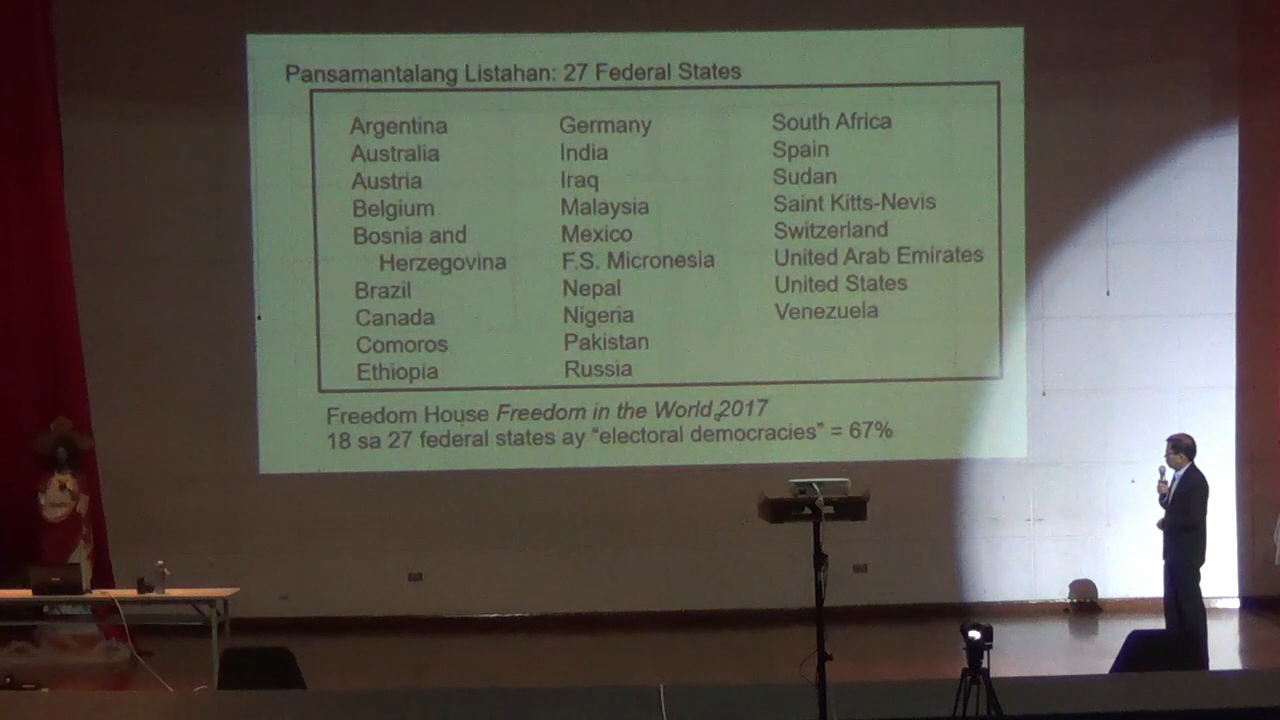 Pansamantalang Listahan: 27 Federal States
Argentina
Australia
Austria
Belgium
Bosnia and
Herzegovina
Brazil
Canada
Comoros
Ethiopia
Germany
India
Iraq
Malaysia
Mexico
F.S. Micronesia
Nepal
Nigeria
Pakistan
Russia
South Africa
Spain
Sudan
Saint Kitts-Nevis
Switzerland
United Arab Emirates
United States
Venezuela
Freedom House Freedom in the World, 2017
18 sa 27 federal states ay “electoral democracies” = 67%